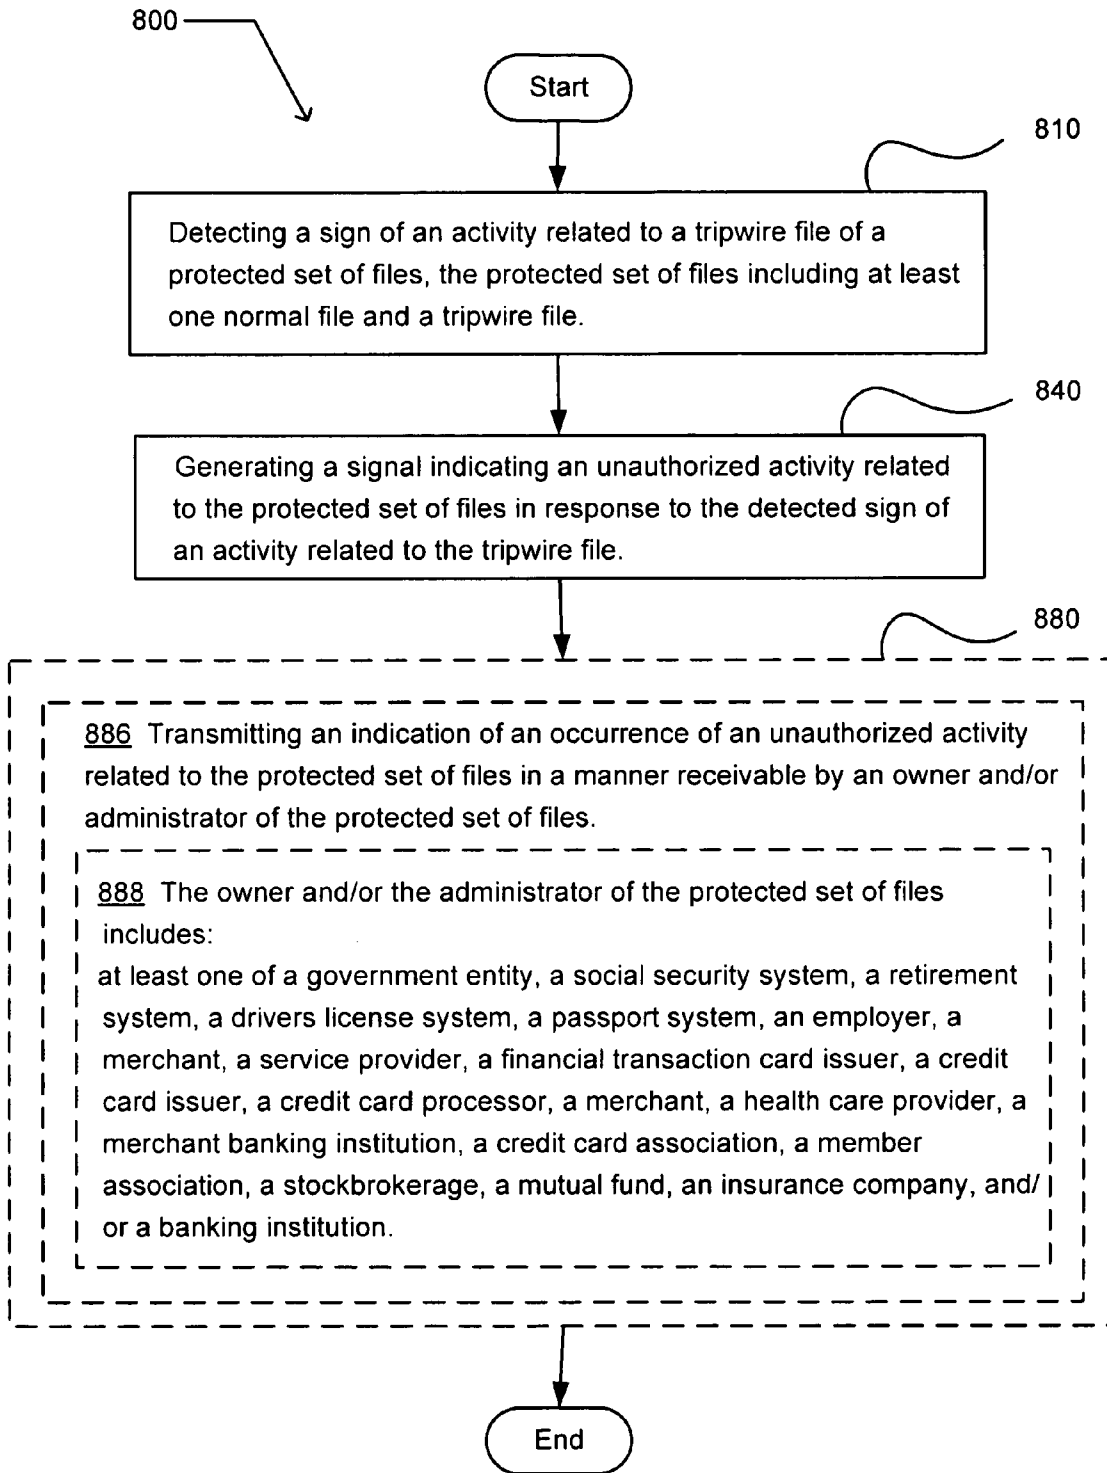 800
Start
810
Detecting a sign of an activity related to a tripwire file of a
protected set of files, the protected set of files including at least
one normal file and a tripwire file.
840
Generating a signal indicating an unauthorized activity related
to the protected set of files in response to the detected sign of
an activity related to the tripwire file.
880
886 Transmitting an indication of an occurrence of an unauthorized activity
related to the protected set of files in a manner receivable by an owner and/or
administrator of the protected set of files.
888 The owner and/or the administrator of the protected set of files
includes:
at least one of a government entity, a social security system, a retirement
system, a drivers license system, a passport system, an employer, a
merchant, a service provider, a financial transaction card issuer, a credit
card issuer, a credit card processor, a merchant, a health care provider, a
merchant banking institution, a credit card association, a member
association, a stockbrokerage, a mutual fund, an insurance company, and/
or a banking institution.
End